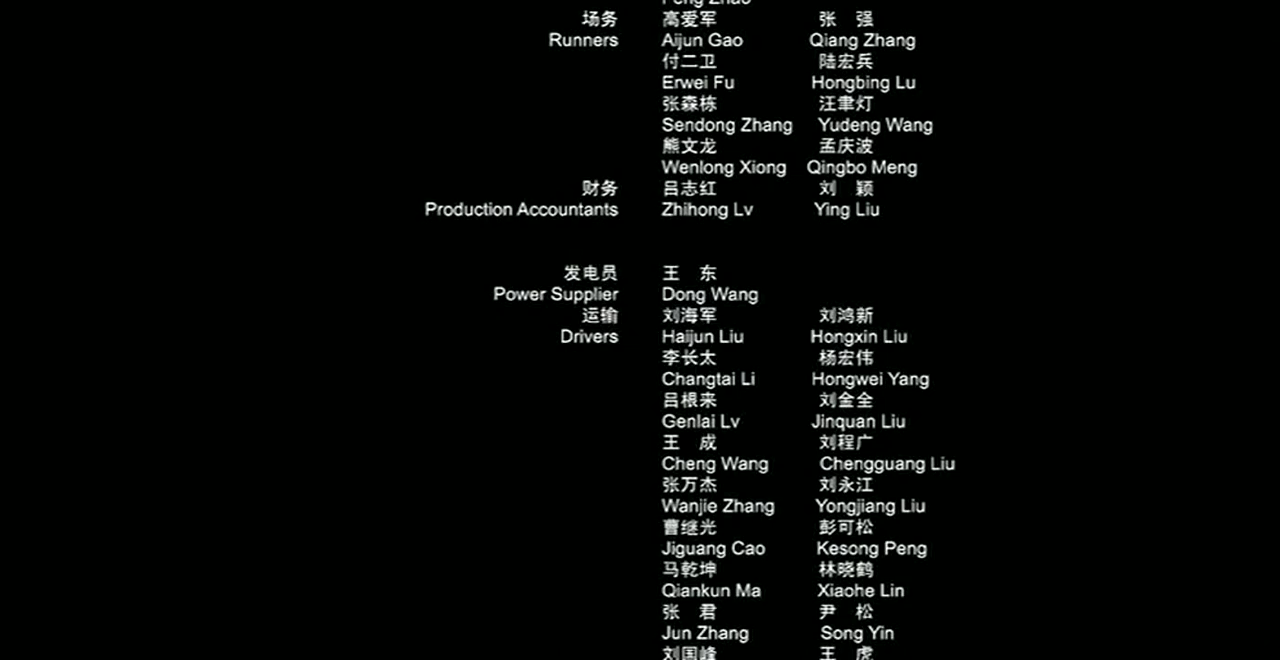 Peng Zhao
场务 高爱军 张 强
Runners Aijun Gao Qiang Zhang
付二卫 陆宏兵
Erwei Fu Hongbing Lu
张森栋 汪聿灯
Sendong Zhang Yudeng Wang
熊文龙 孟庆波
Wenlong Xiong Qingbo Meng
财务 吕志红 刘 颖
Production Accountants Zhihong Lv Ying Liu
发电员 王 东
Power Supplier Dong Wang
运输 刘海军 刘鸿新
Drivers Haijun Liu Hongxin Liu
李长太 杨宏伟
Changtai Li Hongwei Yang
吕根来 刘金全
Genlai Lv Jinquan Liu
王 成 刘程广
Cheng Wang Chengguang Liu
张万杰 刘永江
Wanjie Zhang Yongjiang Liu
曹继光 彭可松
Jiguang Cao Kesong Peng
马乾坤 林晓鹤
Qiankun Ma Xiaohe Lin
张 君 尹 松
Jun Zhang Song Yin
刘国峰 王 虎